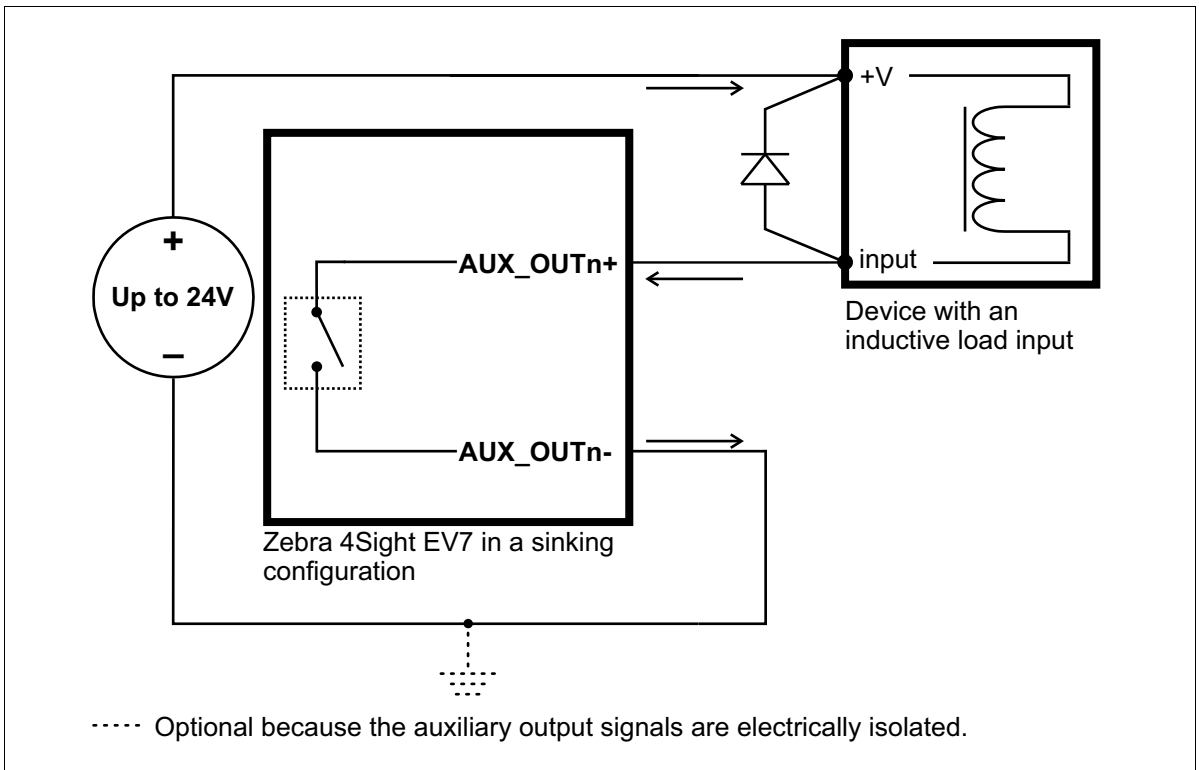 +V
+
Up to 24V
–
AUX_OUTn+
input
Device with an
inductive load input
AUX_OUTn-
Zebra 4Sight EV7 in a sinking
configuration
Optional because the auxiliary output signals are electrically isolated.